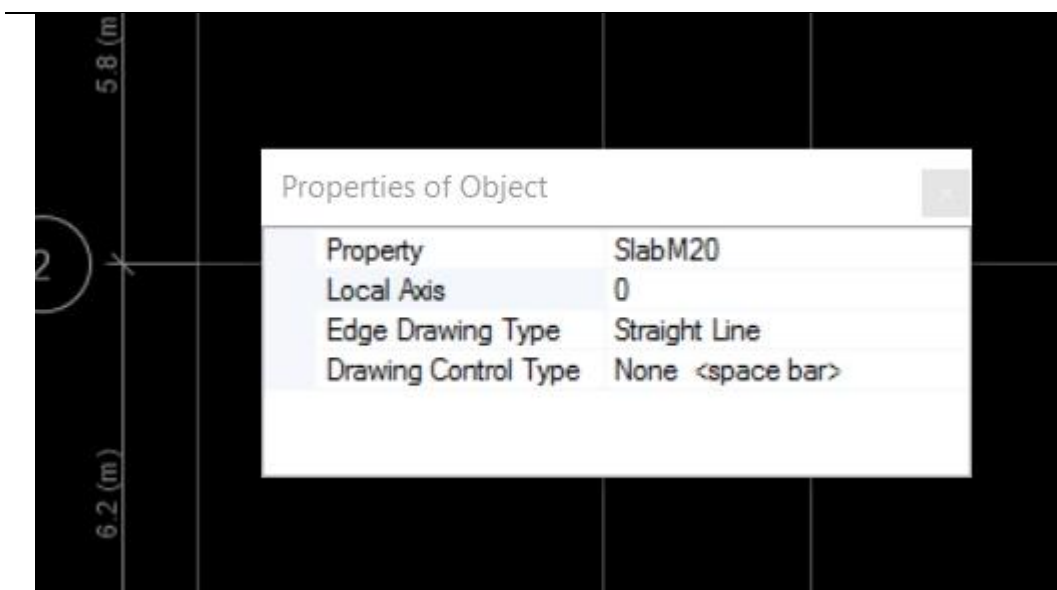 5.8 (m
Properties of Object
Property SlabM20
2
Local Axis 0
Edge Drawing Type Straight Line
Drawing Control Type None <space bar>
6.2 (m)